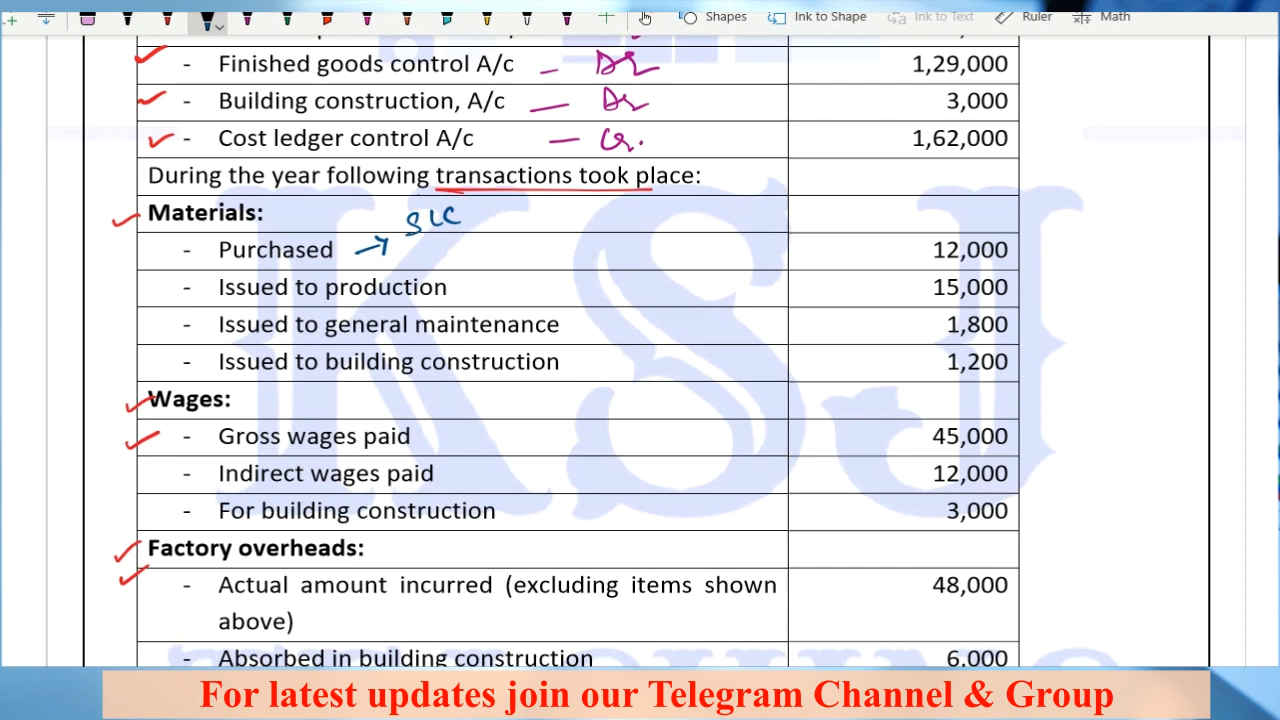 Shapes Ink to Shape Ink to Text Ruler Math
- Finished goods control A/c - Dr 1,29,000
- Building construction, A/c - Dr 3,000
- Cost ledger control A/c - Cr. 1,62,000
During the year following transactions took place:
Materials: SLC
- Purchased → 12,000
- Issued to production 15,000
- Issued to general maintenance 1,800
- Issued to building construction 1,200
Wages:
- Gross wages paid 45,000
- Indirect wages paid 12,000
- For building construction 3,000
Factory overheads:
- Actual amount incurred (excluding items shown 48,000
above)
- Absorbed in building construction 6,000
KSJ
For latest updates join our Telegram Channel & Group